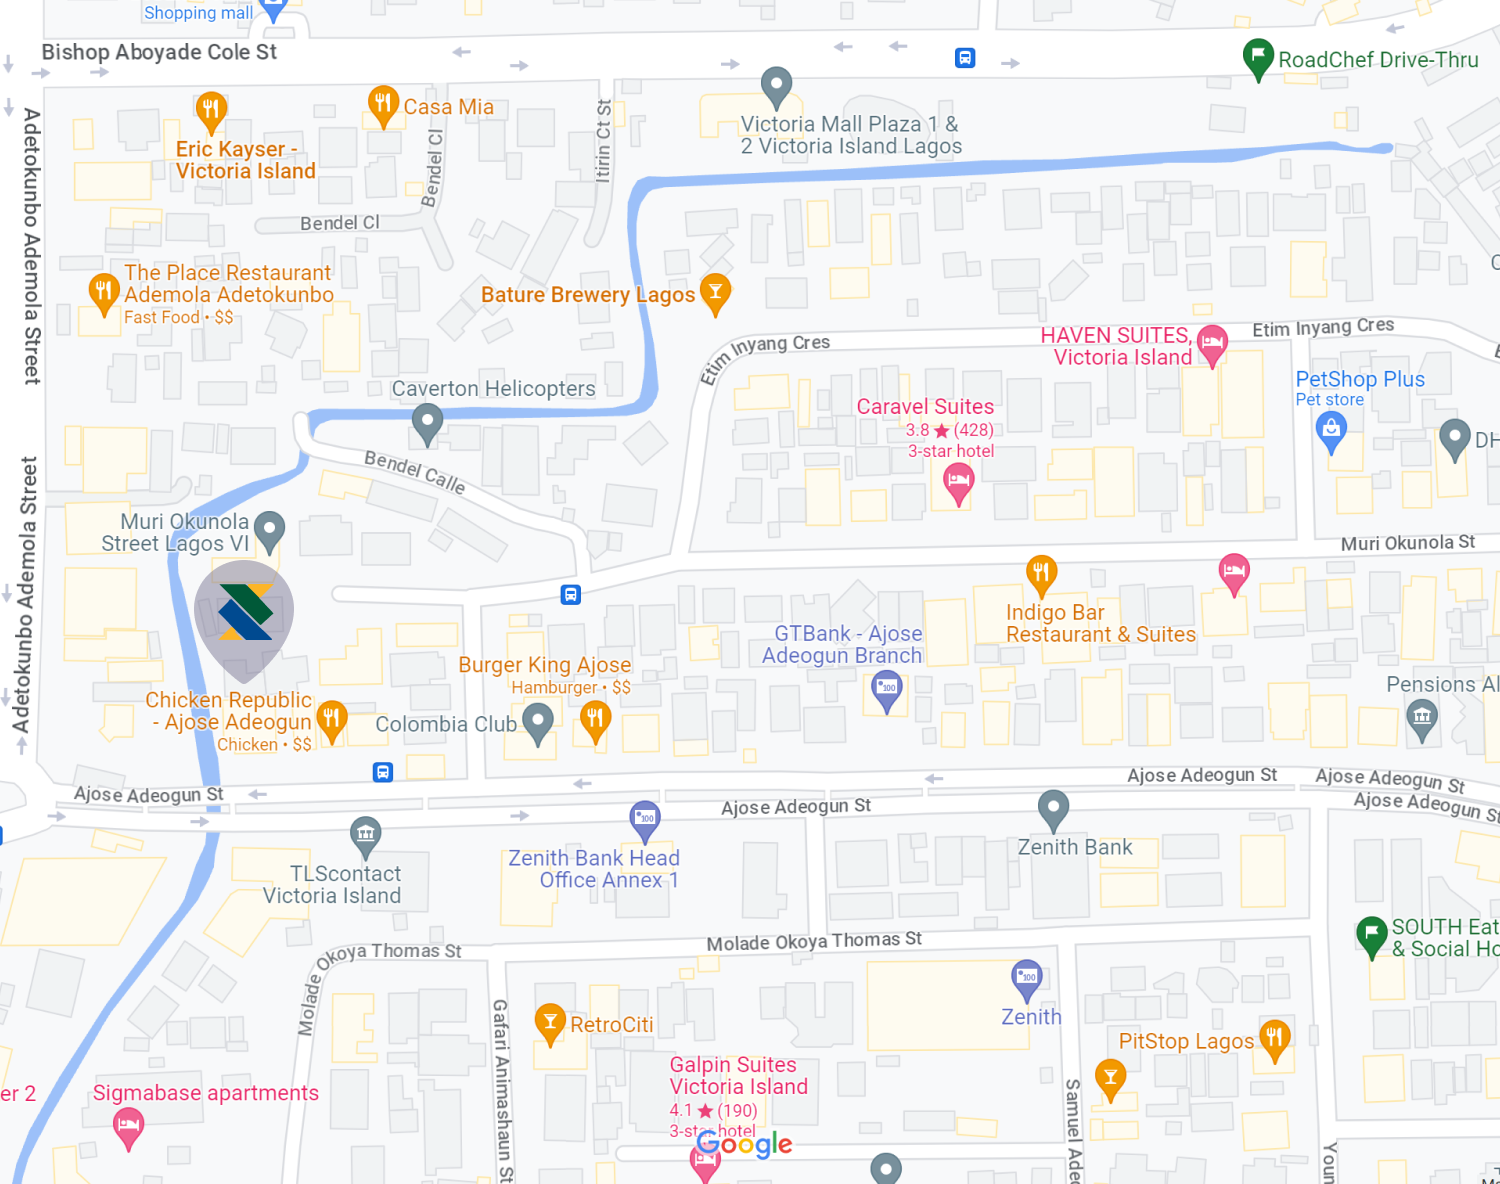 Shopping mall
Bishop Aboyade Cole St
RoadChef Drive-Thru
Casa Mia
Eric Kayser -
Victoria Island
Victoria Mall Plaza 1 &
2 Victoria Island Lagos
Adetokunbo Ademola Street
Bendel Cl
Itirin Ct St
Bendel Cl
The Place Restaurant
Ademola Adetokunbo
Fast Food • $$
Bature Brewery Lagos
Etim Inyang Cres
HAVEN SUITES,
Victoria Island
Etim Inyang Cres
Caverton Helicopters
PetShop Plus
Pet store
Caravel Suites
3.8 ★ (428)
3-star hotel
DH
Bendel Calle
Adetokunbo Ademola Street
Muri Okunola
Street Lagos VI
Muri Okunola St
Indigo Bar
Restaurant & Suites
GTBank - Ajose
Adeogun Branch
100
Burger King Ajose
Hamburger • $$
Pensions Al
Chicken Republic
- Ajose Adeogun
Chicken • $$
Colombia Club
Ajose Adeogun St
Ajose Adeogun St
Ajose Adeogun St
Ajose Adeogun St
Ajose Adeogun St
100
Zenith Bank Head
Office Annex 1
Zenith Bank
TLScontact
Victoria Island
SOUTH Eat
& Social Ho
Molade Okoya Thomas St
Molade Okoya Thomas St
100
Zenith
Gafari Animashaun St
RetroCiti
PitStop Lagos
Galpin Suites
Victoria Island
4.1 ★ (190)
3-star hotel
Google
er 2
Sigmabase apartments
Samuel Adec
Youn